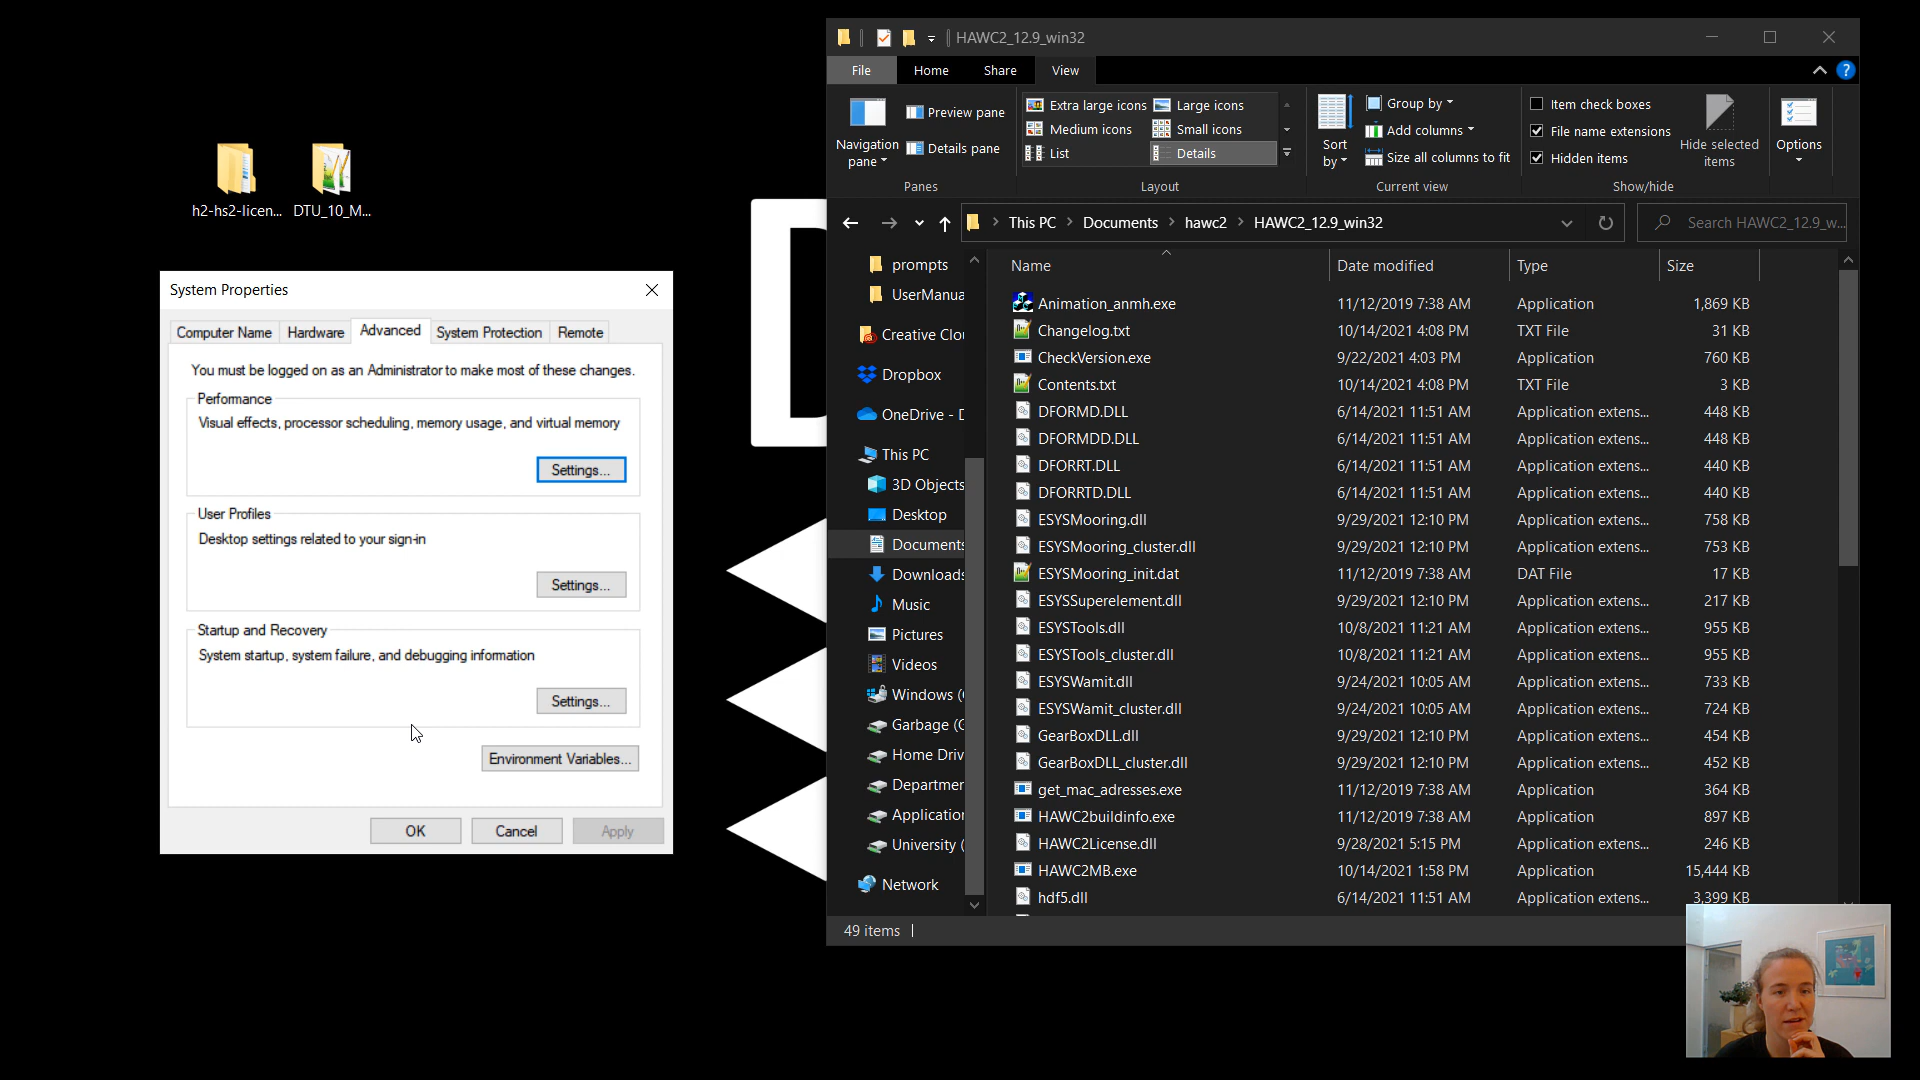 h2-hs2-licen...
DTU_10_M...
System Properties
Computer Name
Hardware
Advanced
System Protection
Remote
You must be logged on as an Administrator to make most of these changes.
Performance
Visual effects, processor scheduling, memory usage, and virtual memory
Settings...
User Profiles
Desktop settings related to your sign-in
Settings...
Startup and Recovery
System startup, system failure, and debugging information
Settings...
Environment Variables...
OK
Cancel
Apply
HAWC2_12.9_win32
File
Home
Share
View
Navigation pane
Preview pane
Details pane
Panes
Extra large icons
Large icons
Medium icons
Small icons
List
Details
Layout
Sort by
Group by
Add columns
Size all columns to fit
Current view
Item check boxes
File name extensions
Hidden items
Hide selected items
Show/hide
Options
This PC
Documents
hawc2
HAWC2_12.9_win32
Search HAWC2_12.9_w...
prompts
UserManua
Creative Clou
Dropbox
OneDrive - D
This PC
3D Objects
Desktop
Documents
Downloads
Music
Pictures
Videos
Windows (
Garbage (G
Home Driv
Departmen
Application
University (
Network
Name Date modified Type Size
Animation_anmh.exe 11/12/2019 7:38 AM Application 1,869 KB
Changelog.txt 10/14/2021 4:08 PM TXT File 31 KB
CheckVersion.exe 9/22/2021 4:03 PM Application 760 KB
Contents.txt 10/14/2021 4:08 PM TXT File 3 KB
DFORMD.DLL 6/14/2021 11:51 AM Application extens... 448 KB
DFORMDD.DLL 6/14/2021 11:51 AM Application extens... 448 KB
DFORRT.DLL 6/14/2021 11:51 AM Application extens... 440 KB
DFORRTD.DLL 6/14/2021 11:51 AM Application extens... 440 KB
ESYSMooring.dll 9/29/2021 12:10 PM Application extens... 758 KB
ESYSMooring_cluster.dll 9/29/2021 12:10 PM Application extens... 753 KB
ESYSMooring_init.dat 11/12/2019 7:38 AM DAT File 17 KB
ESYSSuperelement.dll 9/29/2021 12:10 PM Application extens... 217 KB
ESYSTools.dll 10/8/2021 11:21 AM Application extens... 955 KB
ESYSTools_cluster.dll 10/8/2021 11:21 AM Application extens... 955 KB
ESYSWamit.dll 9/24/2021 10:05 AM Application extens... 733 KB
ESYSWamit_cluster.dll 9/24/2021 10:05 AM Application extens... 724 KB
GearBoxDLL.dll 9/29/2021 12:10 PM Application extens... 454 KB
GearBoxDLL_cluster.dll 9/29/2021 12:10 PM Application extens... 452 KB
get_mac_adresses.exe 11/12/2019 7:38 AM Application 364 KB
HAWC2buildinfo.exe 11/12/2019 7:38 AM Application 897 KB
HAWC2License.dll 9/28/2021 5:15 PM Application extens... 246 KB
HAWC2MB.exe 10/14/2021 1:58 PM Application 15,444 KB
hdf5.dll 6/14/2021 11:51 AM Application extens... 3,399 KB
49 items